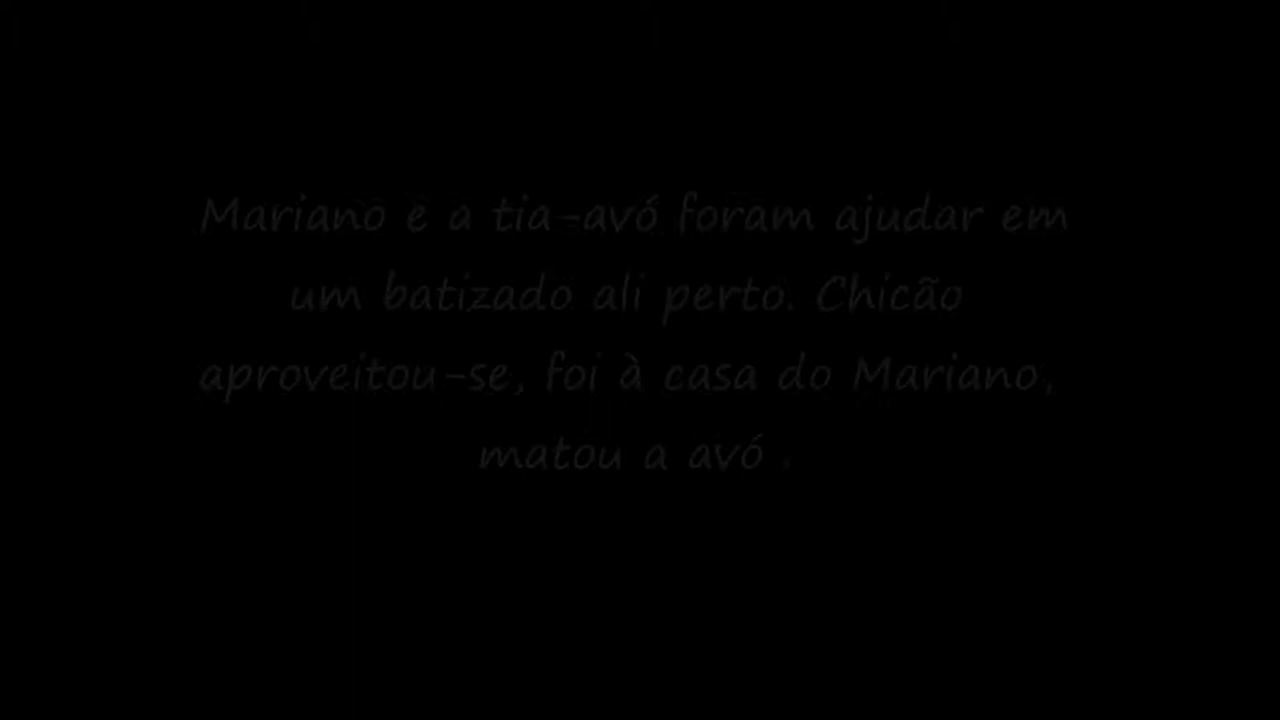 Mariano e a tia-avó foram ajudar em
um batizado ali perto. Chicão
aproveitou-se, foi à casa do Mariano,
matou a avó .